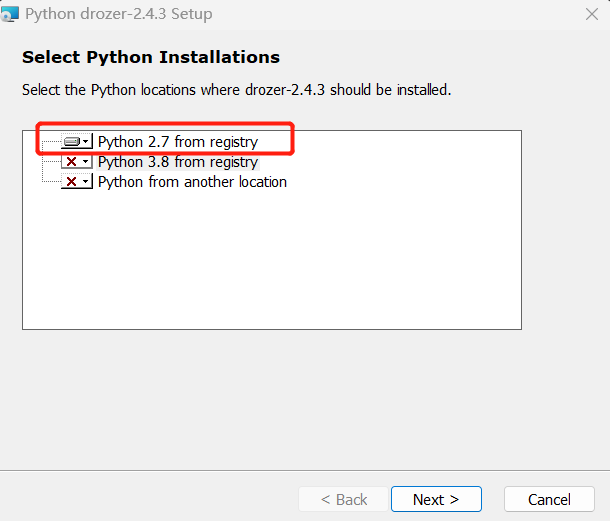 Python drozer-2.4.3 Setup
Select Python Installations
Select the Python locations where drozer-2.4.3 should be installed.
Python 2.7 from registry
Python 3.8 from registry
Python from another location
< Back Next > Cancel